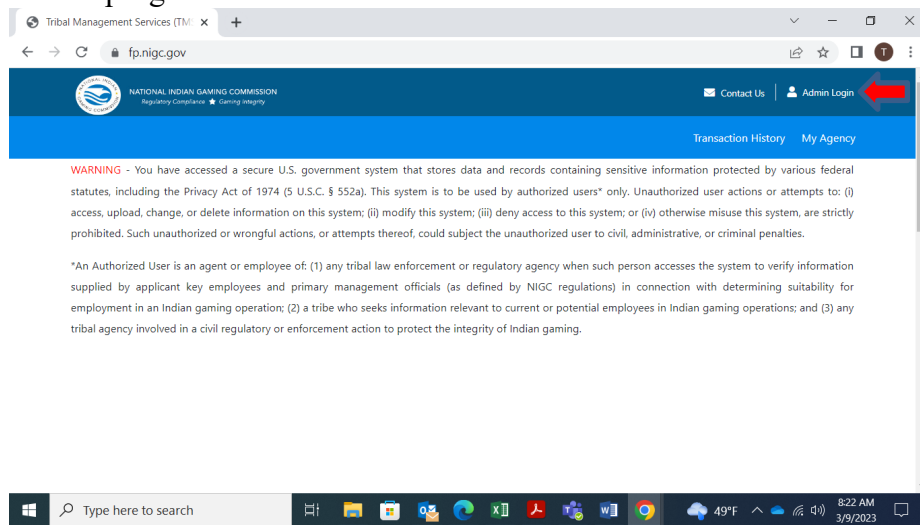 Tribal Management Services (TM
fp.nigc.gov
T
NATIONAL INDIAN GAMING COMMISSION
Regulatory Compliance ★ Gaming Integrity
Contact Us
Admin Login
Transaction History My Agency
WARNING - You have accessed a secure U.S. government system that stores data and records containing sensitive information protected by various federal
statutes, including the Privacy Act of 1974 (5 U.S.C. § 552a). This system is to be used by authorized users* only. Unauthorized user actions or attempts to: (i)
access, upload, change, or delete information on this system; (ii) modify this system; (iii) deny access to this system; or (iv) otherwise misuse this system, are strictly
prohibited. Such unauthorized or wrongful actions, or attempts thereof, could subject the unauthorized user to civil, administrative, or criminal penalties.
*An Authorized User is an agent or employee of: (1) any tribal law enforcement or regulatory agency when such person accesses the system to verify information
supplied by applicant key employees and primary management officials (as defined by NIGC regulations) in connection with determining suitability for
employment in an Indian gaming operation; (2) a tribe who seeks information relevant to current or potential employees in Indian gaming operations; and (3) any
tribal agency involved in a civil regulatory or enforcement action to protect the integrity of Indian gaming.
Type here to search
49°F
8:22 AM
3/9/2023